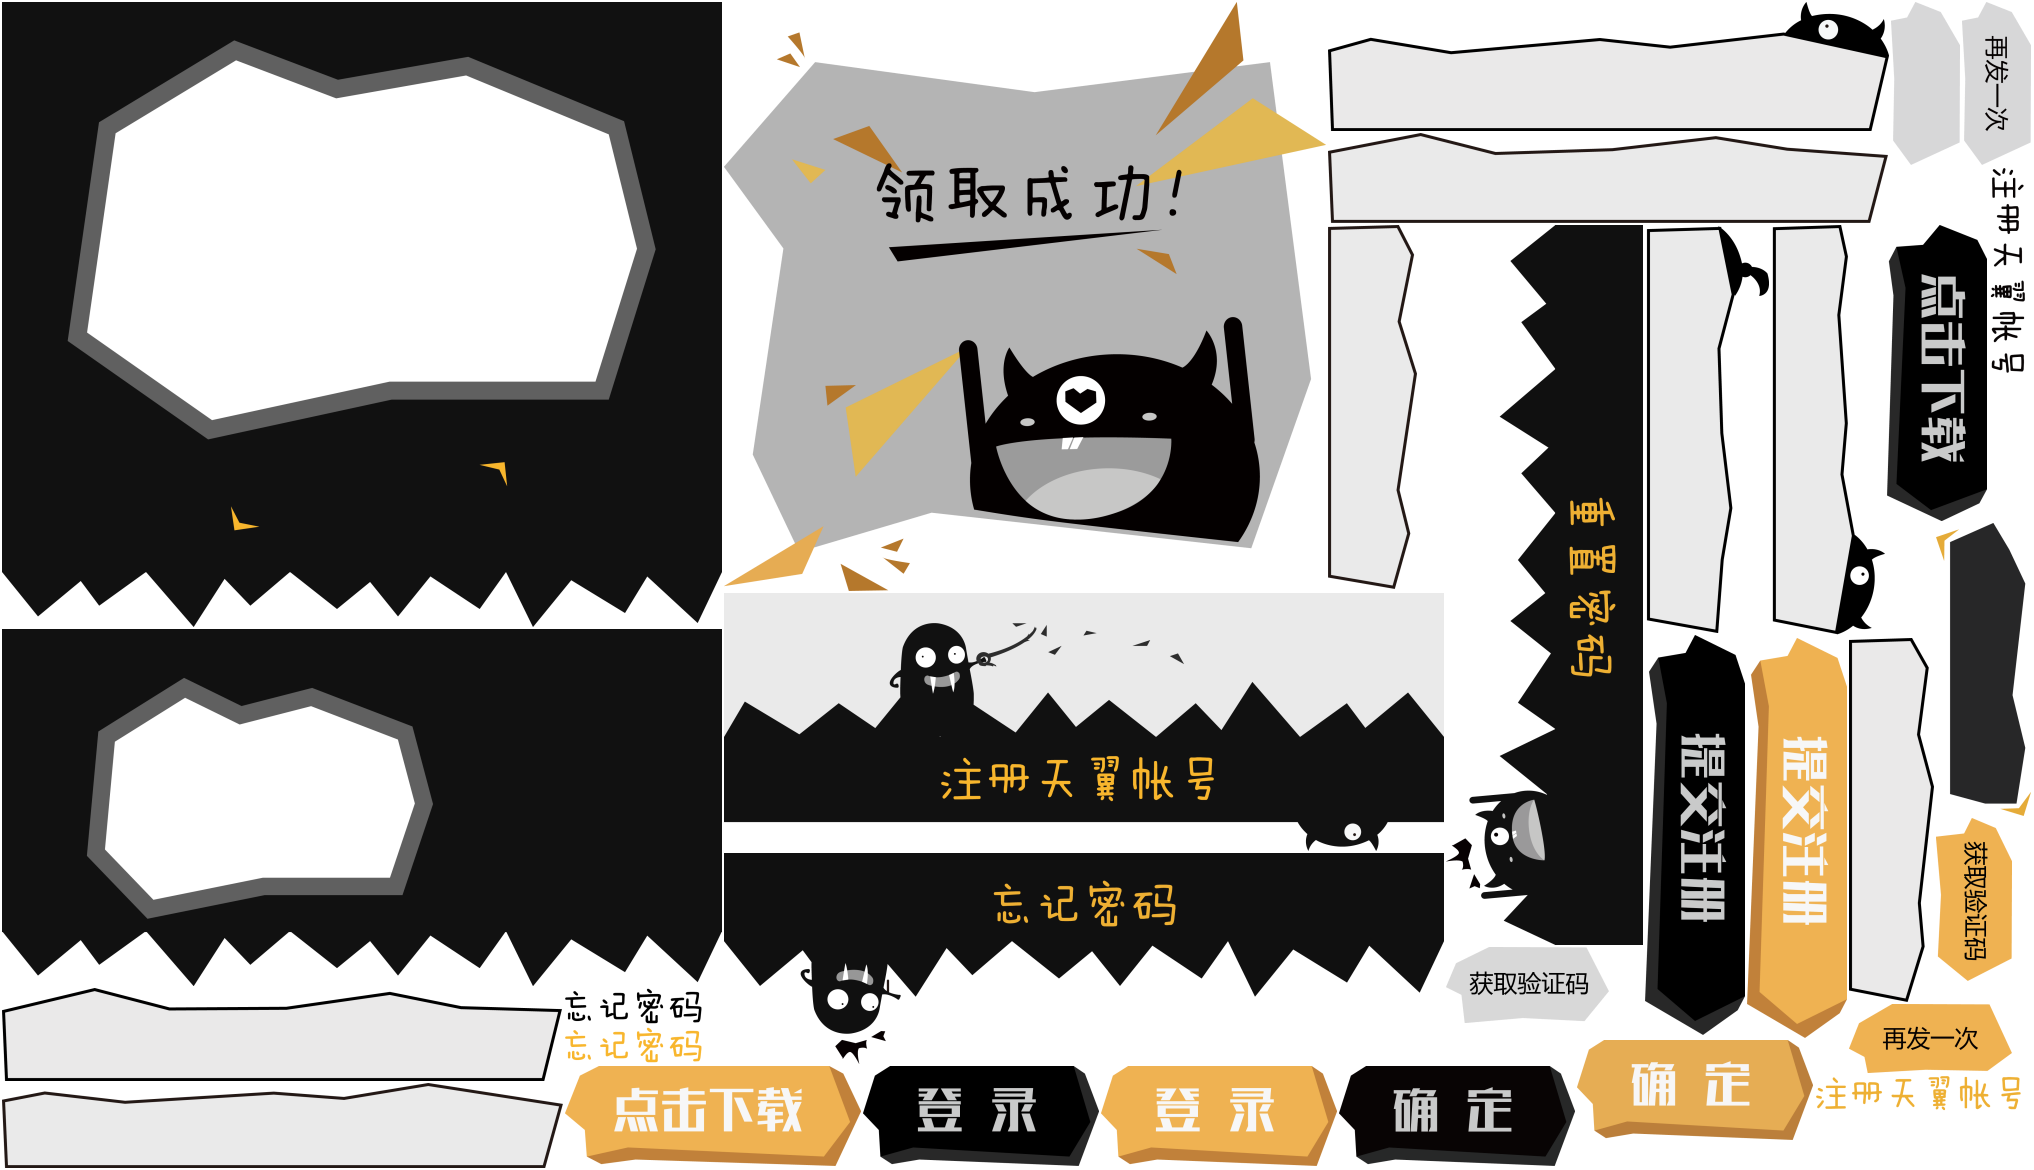 领取成功!
再发一次
注册天翼帐号
点击下载
重置密码
提交注册
提交注册
获取验证码
注册天翼帐号
忘记密码
获取验证码
忘记密码
忘记密码
再发一次
点击下载
登录
登录
确定
确定
注册天翼帐号